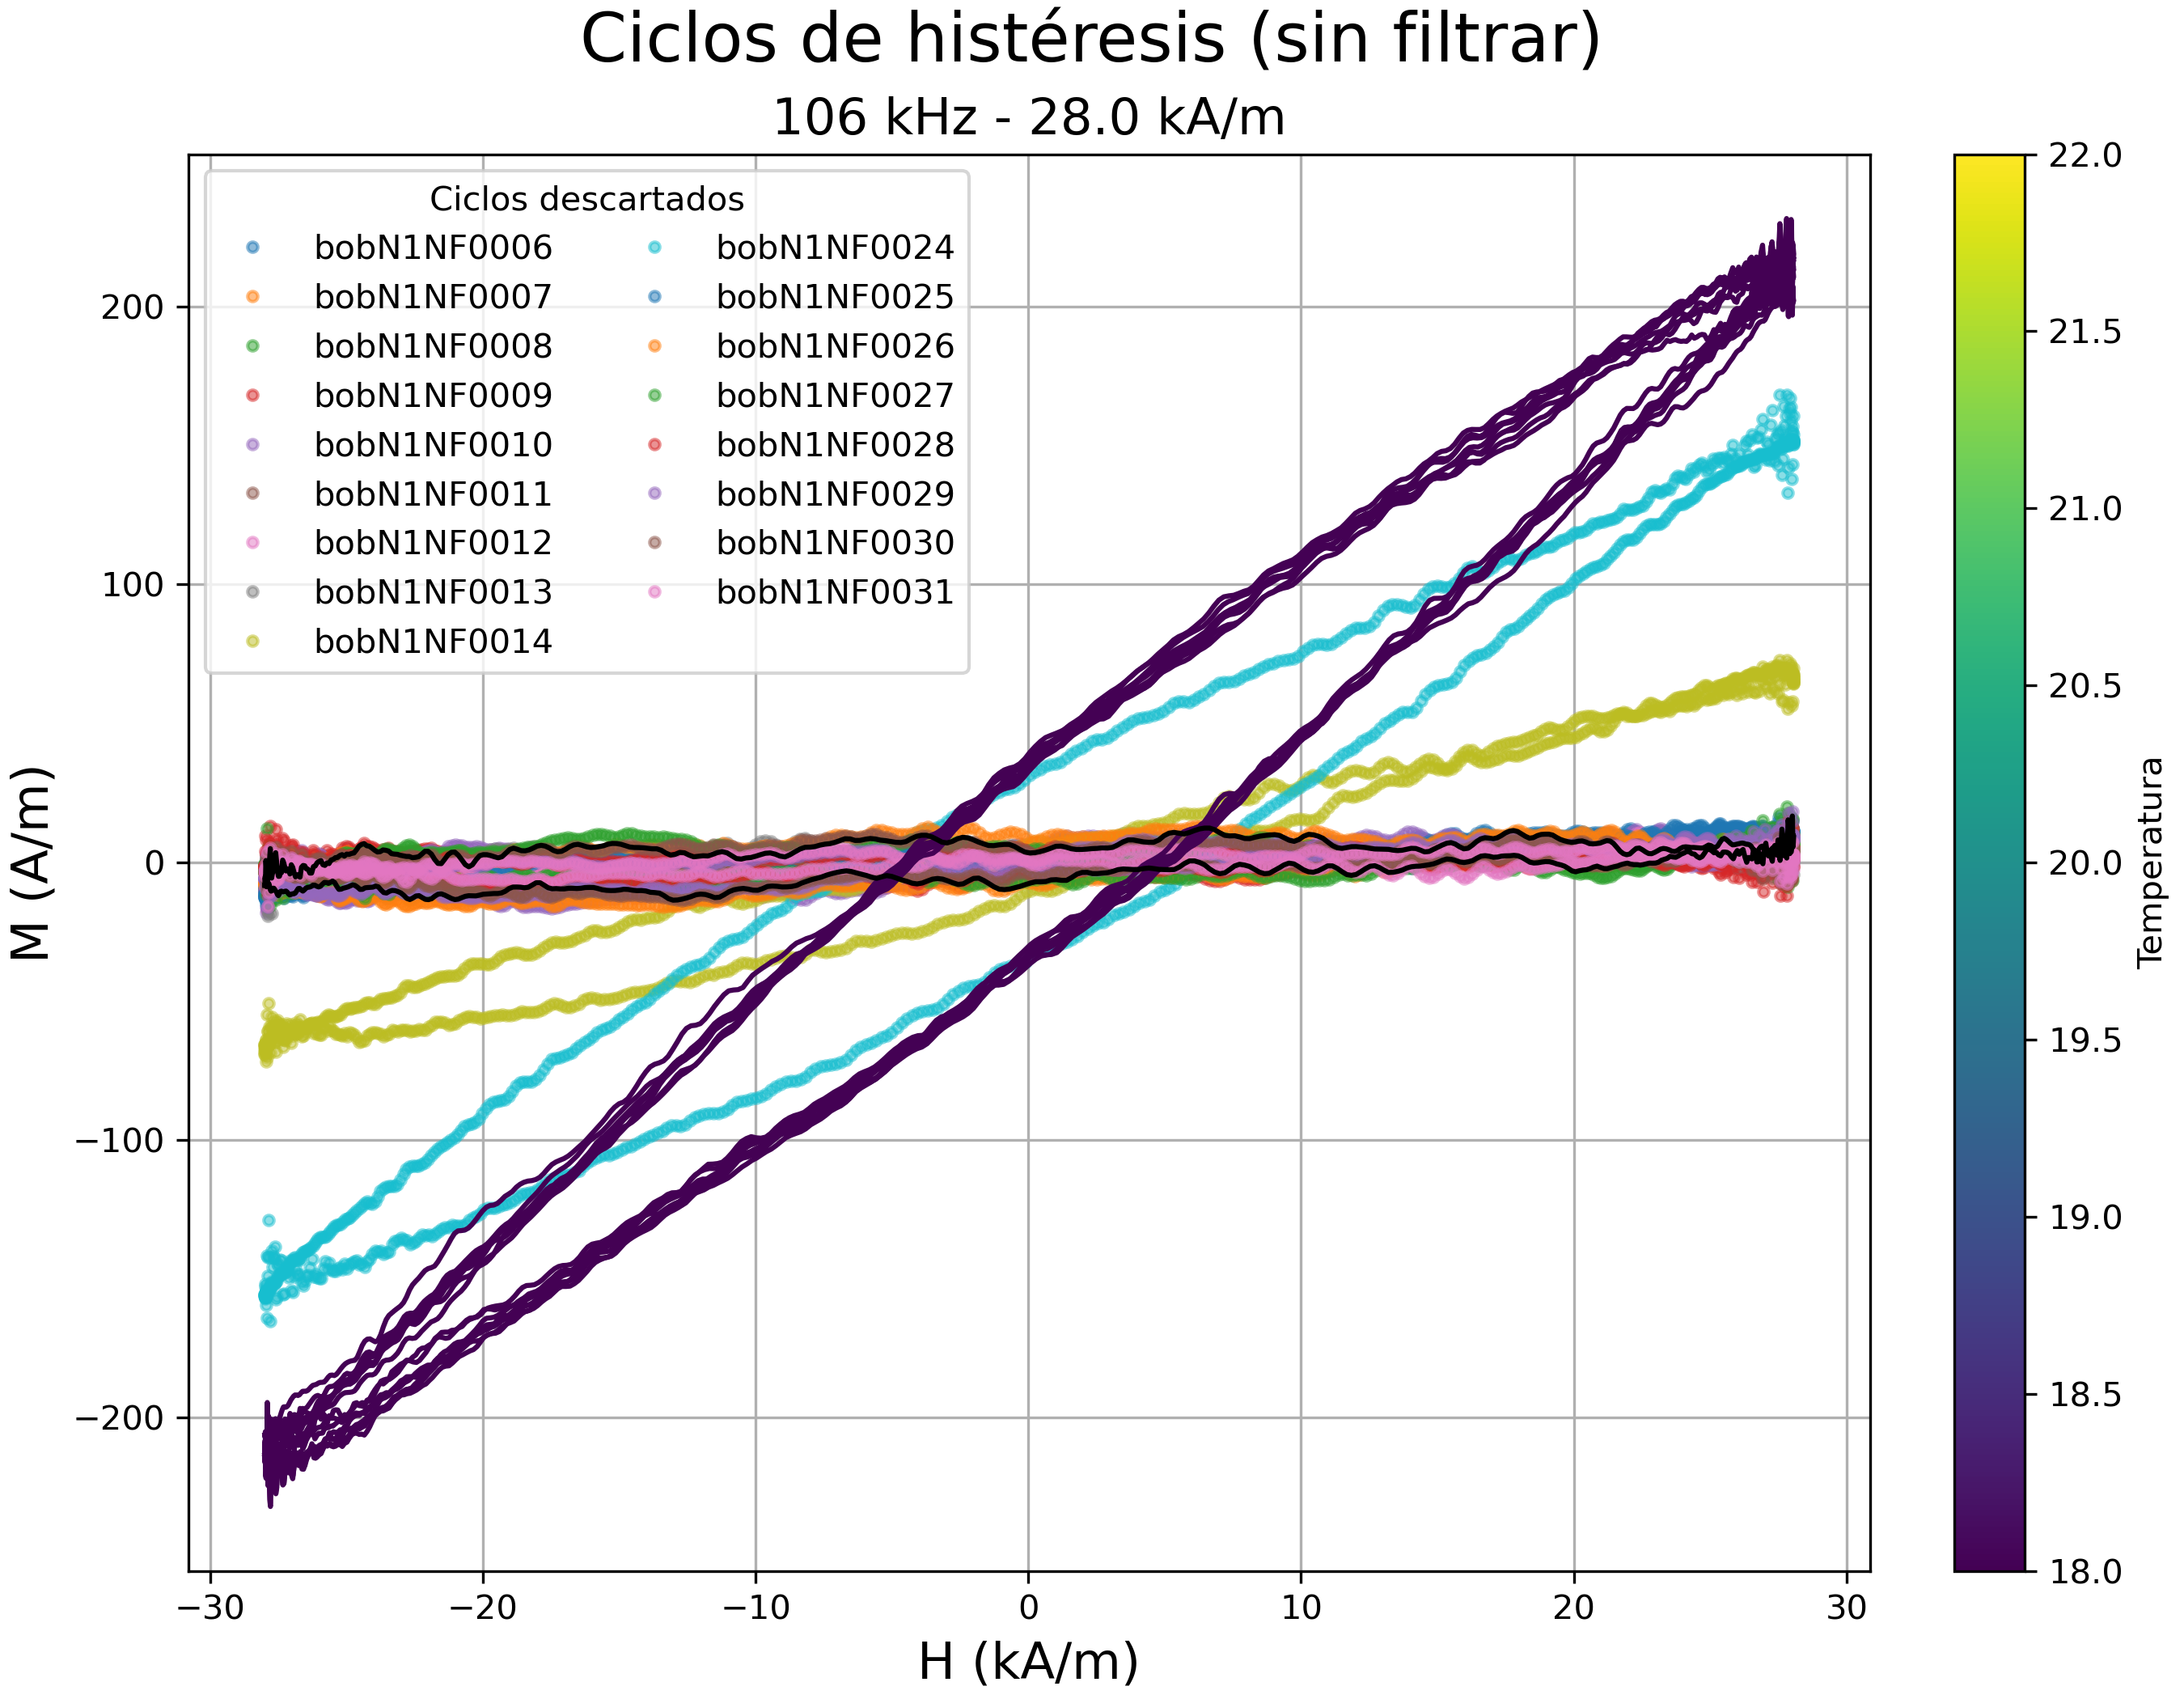 Ciclos de histéresis (sin filtrar)
106 kHz - 28.0 kA/m
Ciclos descartados
bobN1NF0006
bobN1NF0007
bobN1NF0008
bobN1NF0009
bobN1NF0010
bobN1NF0011
bobN1NF0012
bobN1NF0013
bobN1NF0014
bobN1NF0024
bobN1NF0025
bobN1NF0026
bobN1NF0027
bobN1NF0028
bobN1NF0029
bobN1NF0030
bobN1NF0031
M (A/m)
200
100
0
−100
−200
−30
−20
−10
0
10
20
30
H (kA/m)
22.0
21.5
21.0
20.5
20.0
19.5
19.0
18.5
18.0
Temperatura